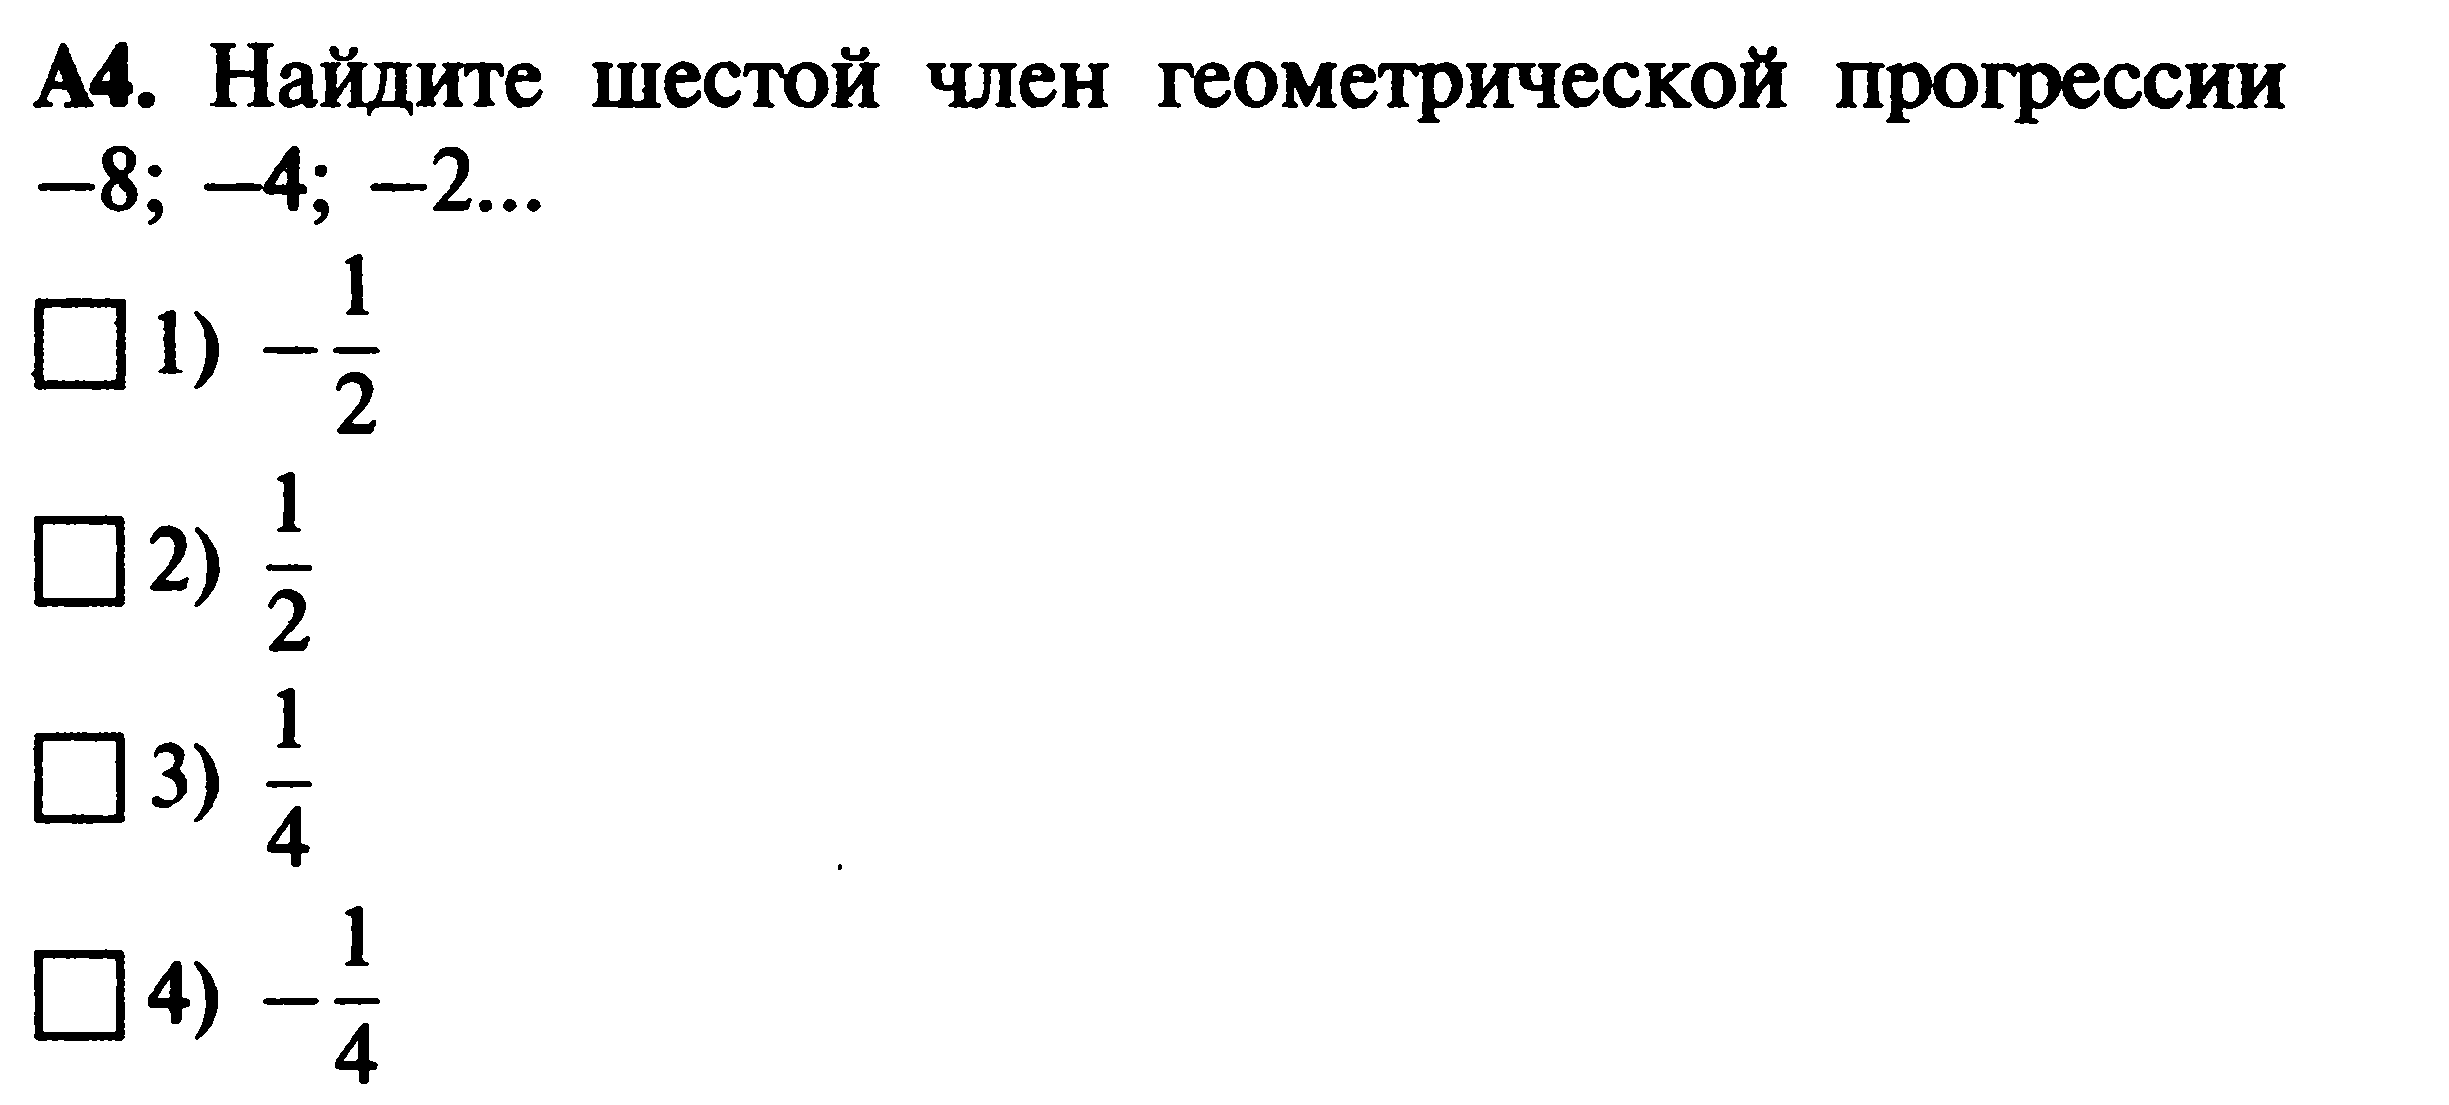 А4. Найдите шестой член геометрической прогрессии
–8; –4; –2...
1) –1/2
2) 1/2
3) 1/4
4) –1/4